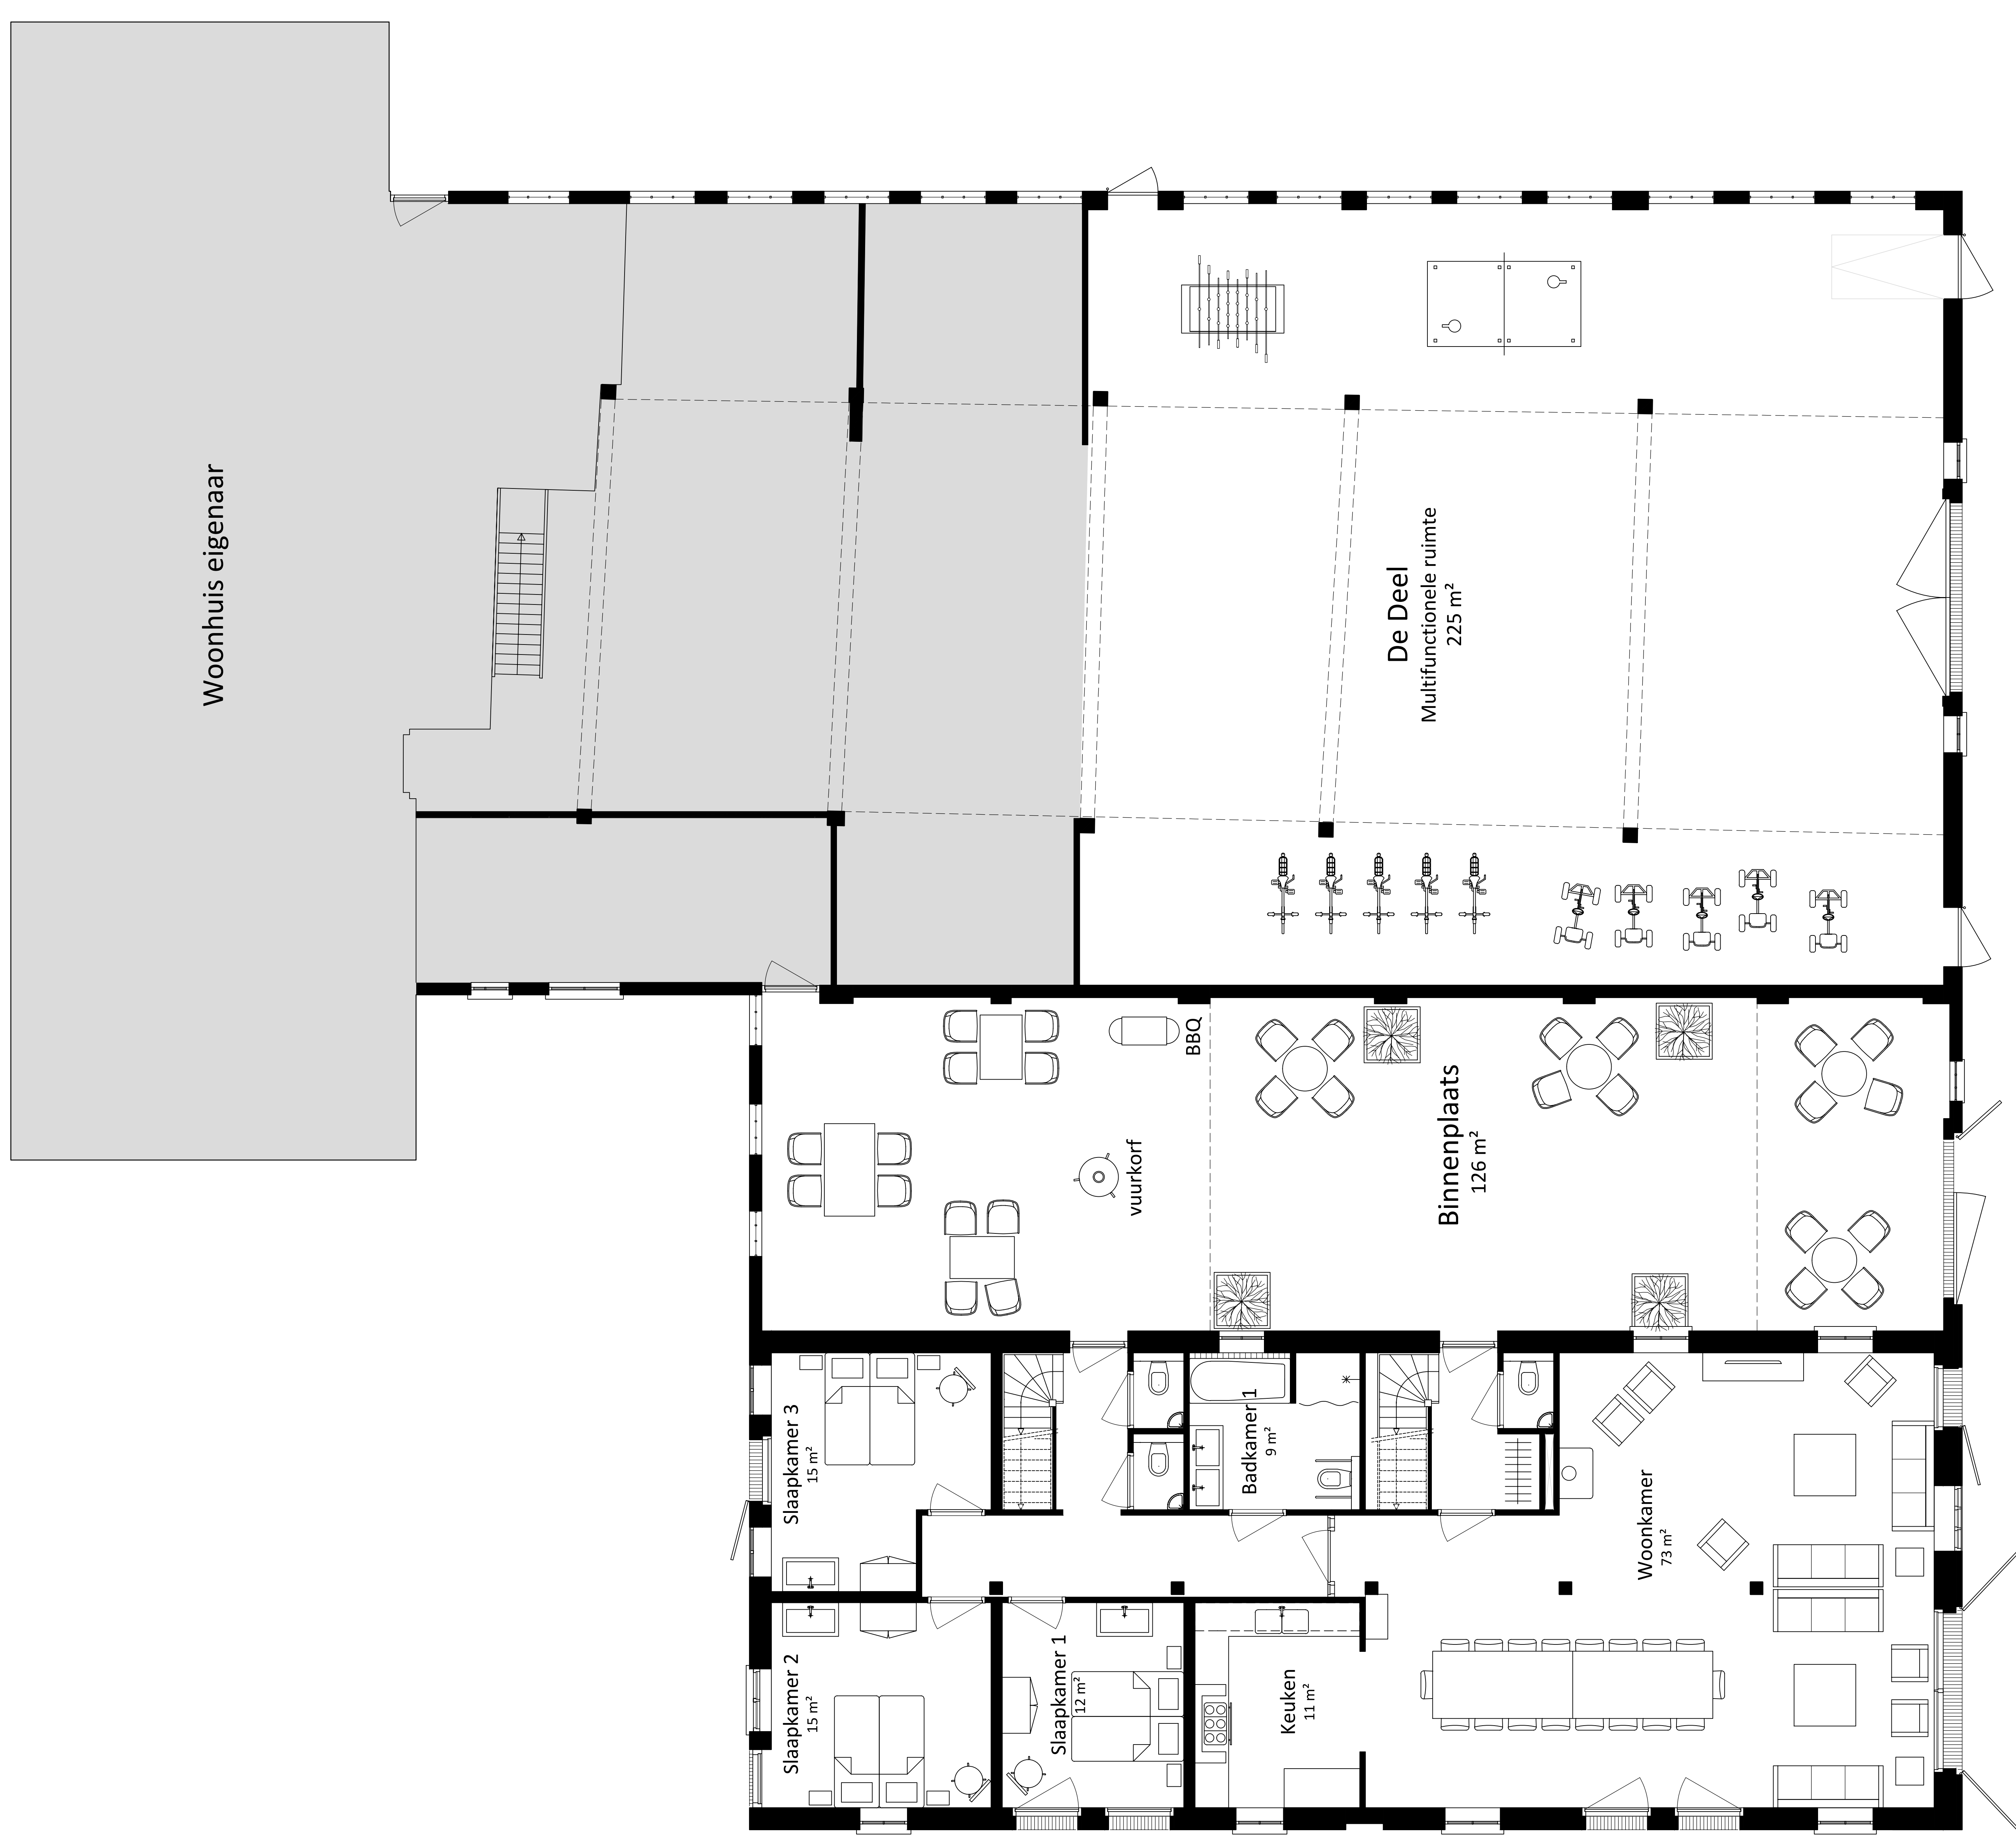 Woonhuis eigenaar
De Deel
Multifunctionele ruimte
225 m²
BBQ
vuurkorf
Binnenplaats
126 m²
Slaapkamer 3
15 m²
Badkamer 1
9 m²
Woonkamer
73 m²
Slaapkamer 2
15 m²
Slaapkamer 1
12 m²
Keuken
11 m²